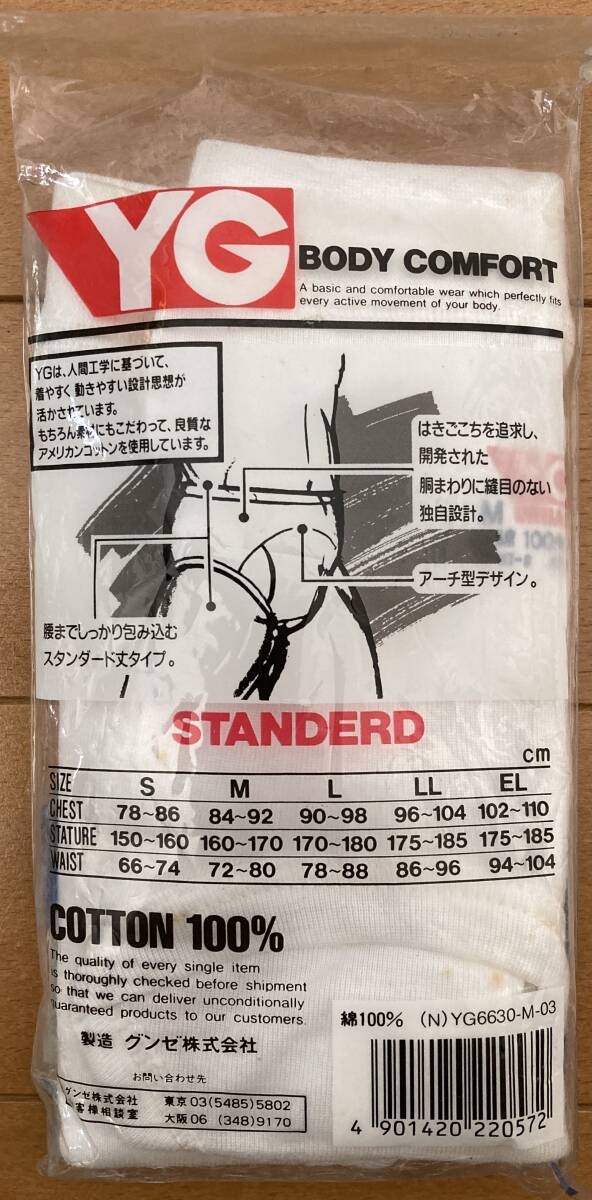 YG
BODY COMFORT
A basic and comfortable wear which perfectly fits
every active movement of your body.
YGは、人間工学に基づいて、
着やすく 動きやすい設計思想が
活かされています。
もちろん素材にもこだわって、良質な
アメリカンコットンを使用しています。
はきごこちを追求し、
開発された
胴まわりに縫目のない
独自設計。
アーチ型デザイン。
腰までしっかり包み込む
スタンダード丈タイプ。
STANDERD
cm
SIZE S M L LL EL
CHEST 78~86 84~92 90~98 96~104 102~110
STATURE 150~160 160~170 170~180 175~185 175~185
WAIST 66~74 72~80 78~88 86~96 94~104
COTTON 100%
The quality of every single item
is thoroughly checked before shipment
so that we can deliver unconditionally
guaranteed products to our customers.
製造 グンゼ株式会社
お問い合わせ先
グンゼ株式会社 東京 03(5485)5802
お客様相談室 大阪 06 (348)9170
綿100% (N)YG6630-M-03
4 901420 220572